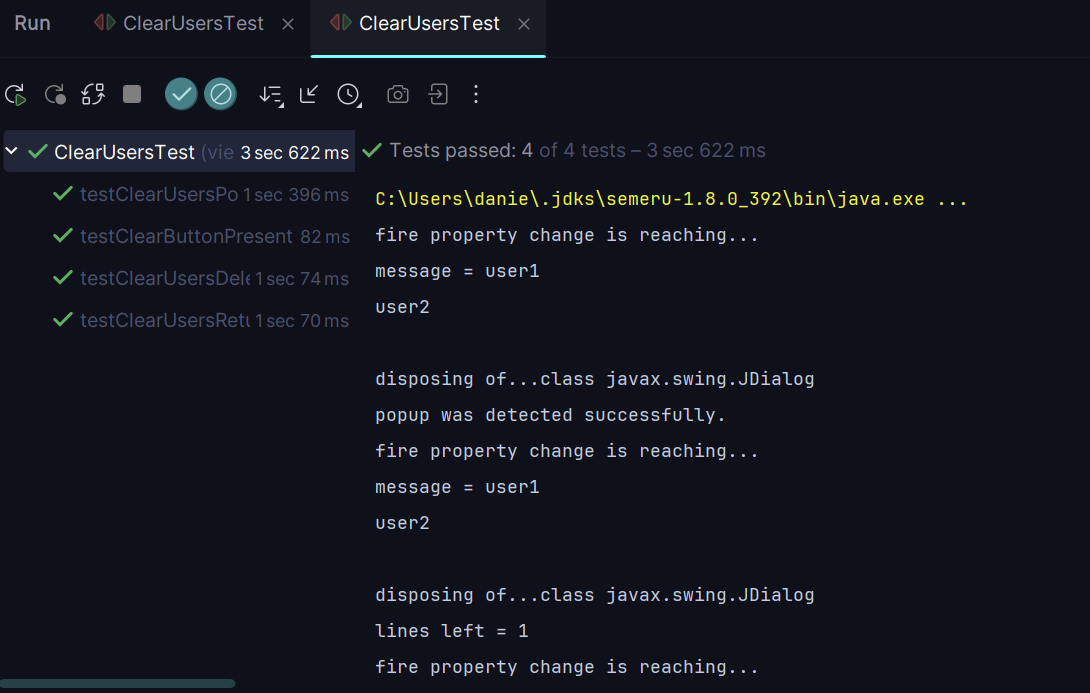 Run ClearUsersTest × ClearUsersTest ×
ClearUsersTest (vie 3 sec 622 ms
testClearUsersPo 1 sec 396 ms
testClearButtonPresent 82 ms
testClearUsersDele 1 sec 74 ms
testClearUsersRetu 1 sec 70 ms
Tests passed: 4 of 4 tests – 3 sec 622 ms
C:\Users\danie\.jdks\semeru-1.8.0_392\bin\java.exe ...
fire property change is reaching...
message = user1
user2
disposing of...class javax.swing.JDialog
popup was detected successfully.
fire property change is reaching...
message = user1
user2
disposing of...class javax.swing.JDialog
lines left = 1
fire property change is reaching...